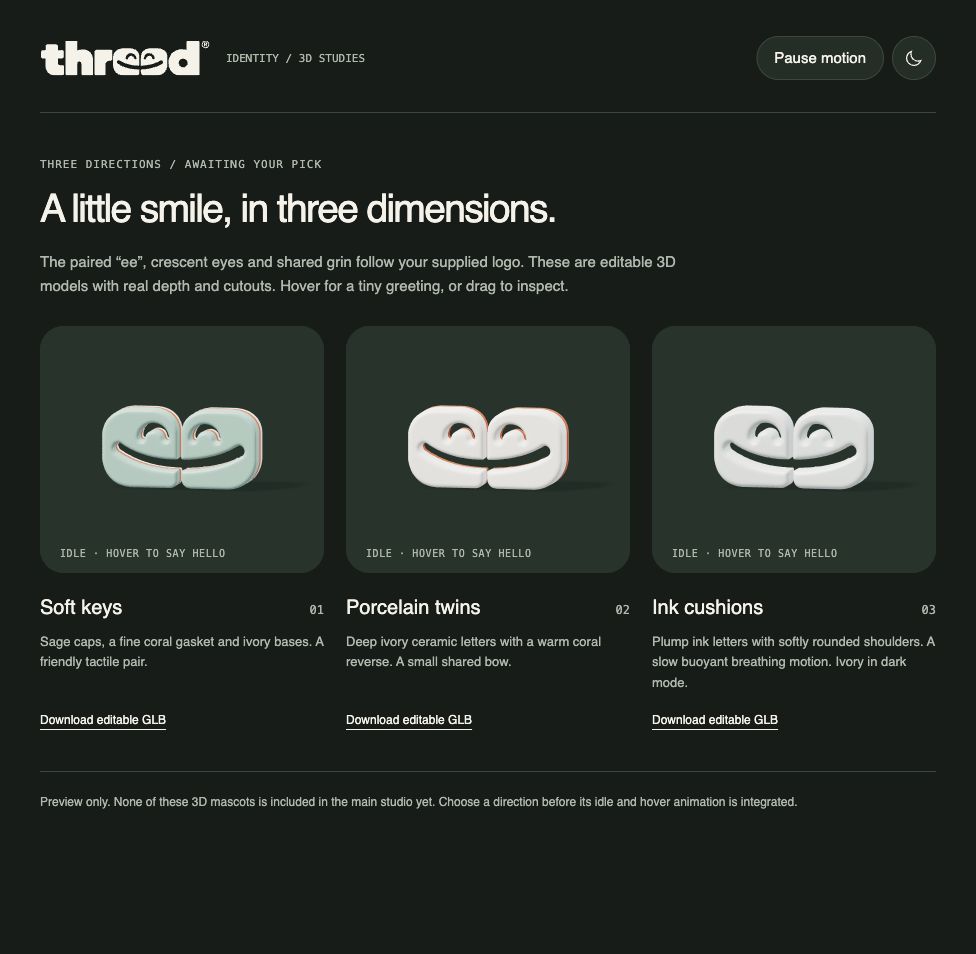 threed®
IDENTITY / 3D STUDIES
Pause motion
THREE DIRECTIONS / AWAITING YOUR PICK
A little smile, in three dimensions.
The paired “ee”, crescent eyes and shared grin follow your supplied logo. These are editable 3D
models with real depth and cutouts. Hover for a tiny greeting, or drag to inspect.
IDLE · HOVER TO SAY HELLO
IDLE · HOVER TO SAY HELLO
IDLE · HOVER TO SAY HELLO
Soft keys
01
Sage caps, a fine coral gasket and ivory bases. A
friendly tactile pair.
Download editable GLB
Porcelain twins
02
Deep ivory ceramic letters with a warm coral
reverse. A small shared bow.
Download editable GLB
Ink cushions
03
Plump ink letters with softly rounded shoulders. A
slow buoyant breathing motion. Ivory in dark
mode.
Download editable GLB
Preview only. None of these 3D mascots is included in the main studio yet. Choose a direction before its idle and hover animation is integrated.